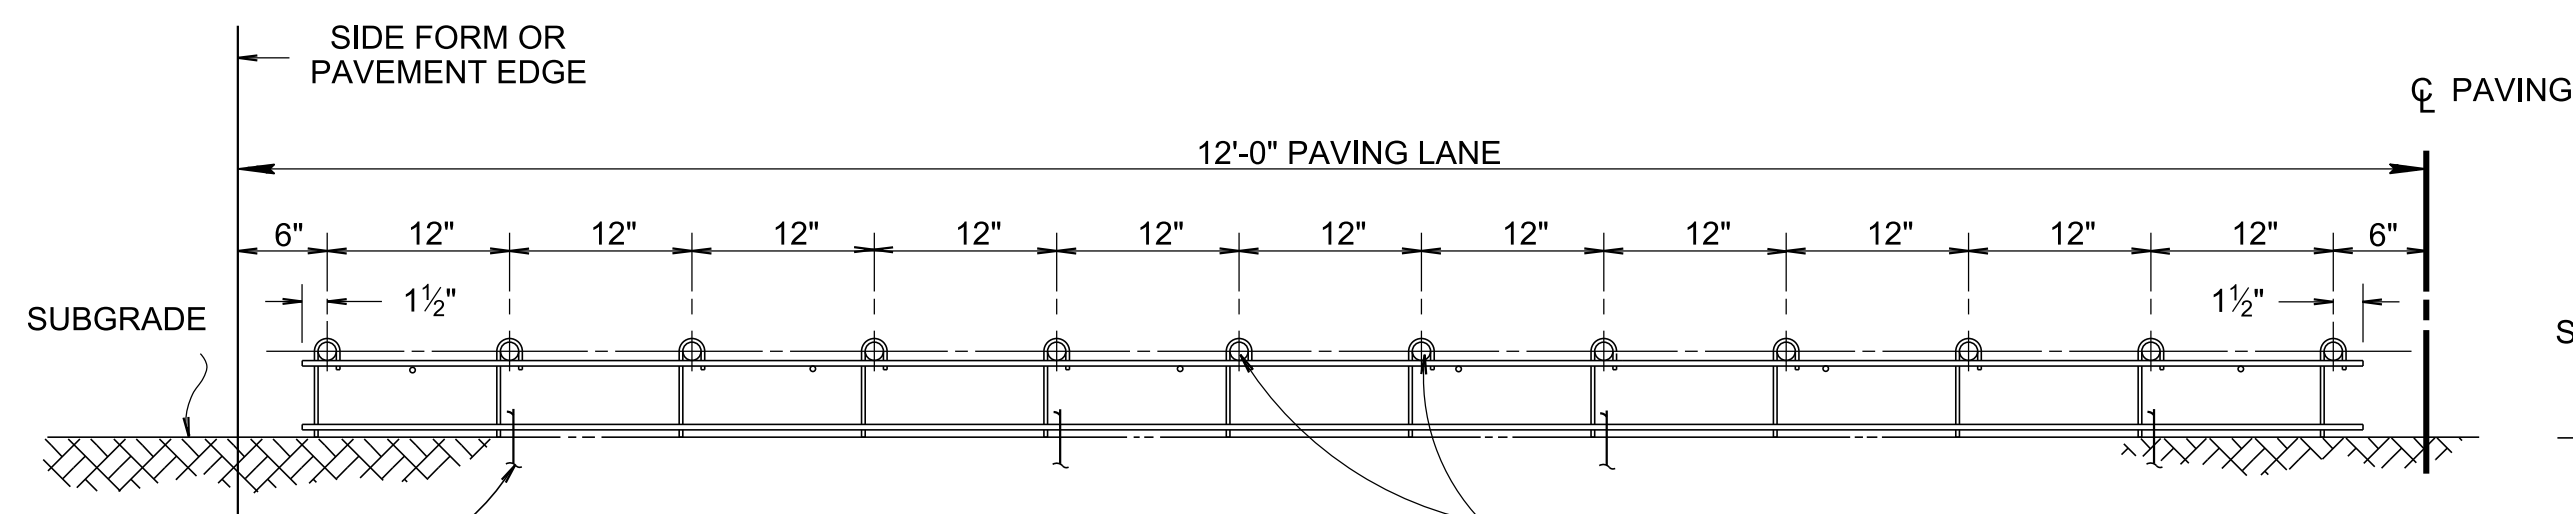 SIDE FORM OR
PAVEMENT EDGE
℄ PAVING
12'-0" PAVING LANE
6" 12" 12" 12" 12" 12" 12" 12" 12" 12" 12" 12" 6"
1½" 1½"
SUBGRADE
S